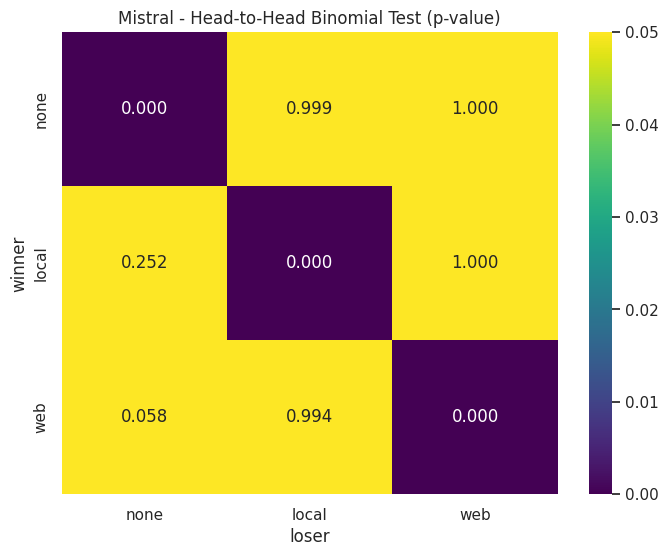 Mistral - Head-to-Head Binomial Test (p-value)
winner
none
0.000 0.999 1.000
local
0.252 0.000 1.000
web
0.058 0.994 0.000
none local web
loser
0.05
0.04
0.03
0.02
0.01
0.00